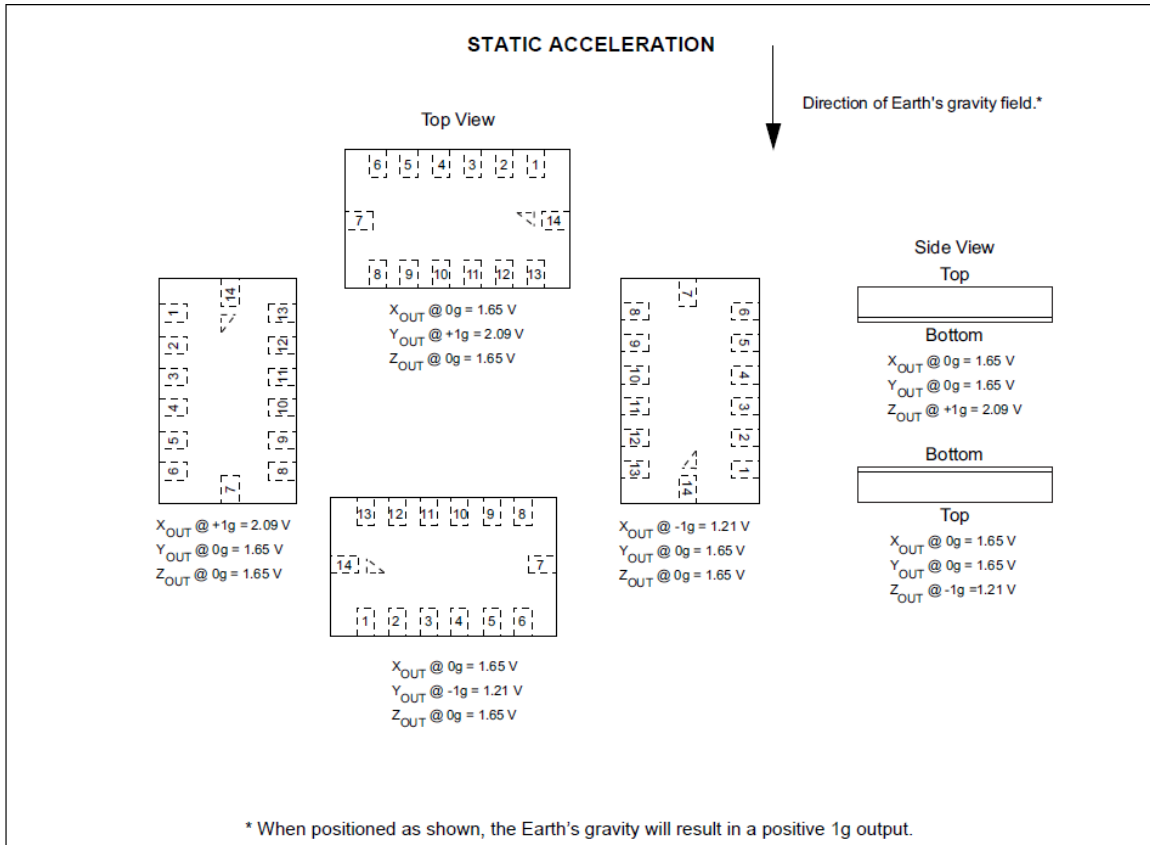 STATIC ACCELERATION
Direction of Earth's gravity field.*
Top View
6 5 4 3 2 1
7 14
8 9 10 11 12 13
XOUT @ 0g = 1.65 V
YOUT @ +1g = 2.09 V
ZOUT @ 0g = 1.65 V
14
1 13
2 12
3 11
4 10
5 9
6 8
7
XOUT @ +1g = 2.09 V
YOUT @ 0g = 1.65 V
ZOUT @ 0g = 1.65 V
13 12 11 10 9 8
14 7
1 2 3 4 5 6
XOUT @ 0g = 1.65 V
YOUT @ -1g = 1.21 V
ZOUT @ 0g = 1.65 V
7
8 6
9 5
10 4
11 3
12 2
13 1
14
XOUT @ -1g = 1.21 V
YOUT @ 0g = 1.65 V
ZOUT @ 0g = 1.65 V
Side View
Top
Bottom
XOUT @ 0g = 1.65 V
YOUT @ 0g = 1.65 V
ZOUT @ +1g = 2.09 V
Bottom
Top
XOUT @ 0g = 1.65 V
YOUT @ 0g = 1.65 V
ZOUT @ -1g =1.21 V
* When positioned as shown, the Earth's gravity will result in a positive 1g output.